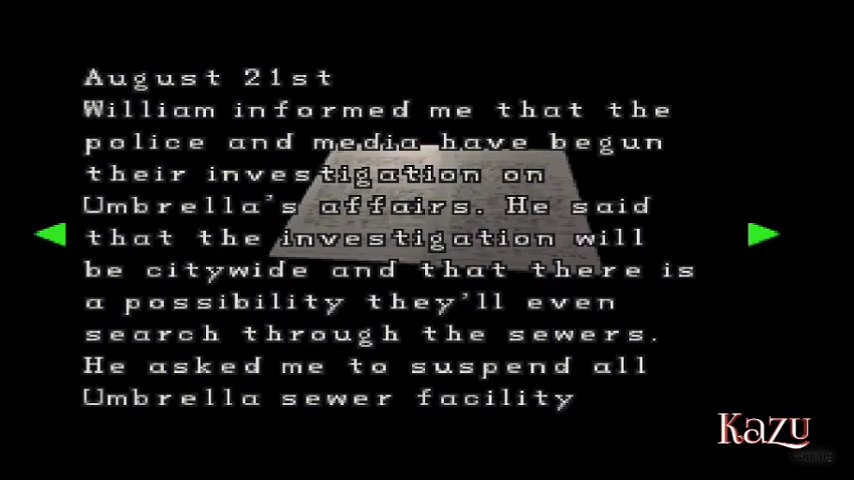 August 21st
William informed me that the
police and media have begun
their investigation on
Umbrella's affairs. He said
that the investigation will
be citywide and that there is
a possibility they'll even
search through the sewers.
He asked me to suspend all
Umbrella sewer facility
Kazu